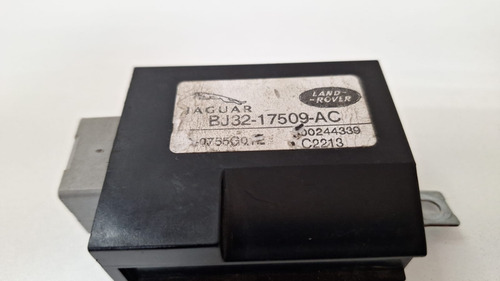 JAGUAR
LAND-
-ROVER
BJ32-17509-AC
00244339
C2213